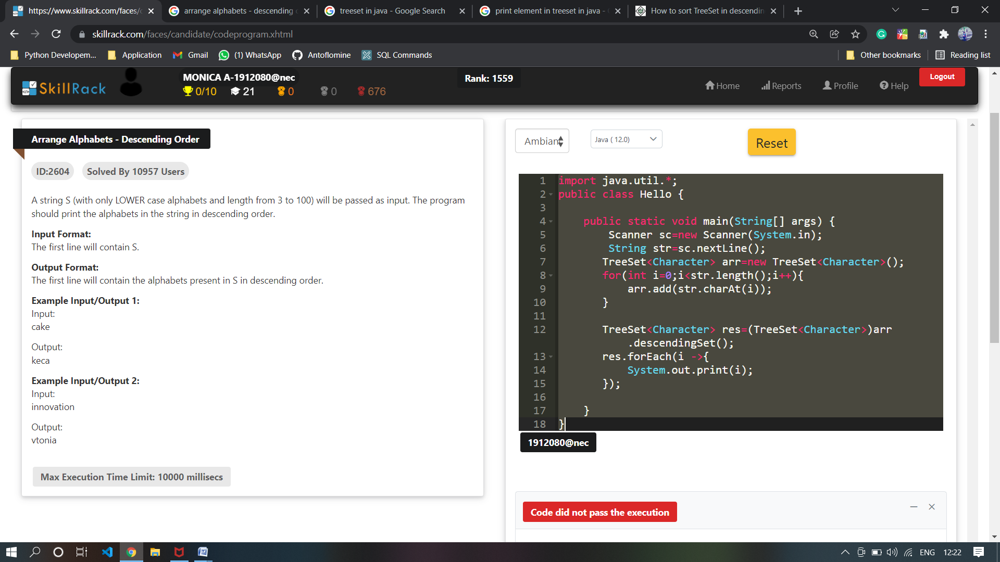 https://www.skillrack.com/faces/c
arrange alphabets - descending
treeset in java - Google Search
print element in treeset in java -
How to sort TreeSet in descendin
skillrack.com/faces/candidate/codeprogram.xhtml
Python Developem...
Application
Gmail
(1) WhatsApp
Antoflomine
SQL Commands
Other bookmarks
Reading list
SkillRack
MONICA A-1912080@nec
0/10
21
0
0
676
Rank: 1559
Home
Reports
Profile
Help
Logout
Arrange Alphabets - Descending Order
ID:2604
Solved By 10957 Users
A string S (with only LOWER case alphabets and length from 3 to 100) will be passed as input. The program
should print the alphabets in the string in descending order.
Input Format:
The first line will contain S.
Output Format:
The first line will contain the alphabets present in S in descending order.
Example Input/Output 1:
Input:
cake
Output:
keca
Example Input/Output 2:
Input:
innovation
Output:
vtonia
Max Execution Time Limit: 10000 millisecs
Ambian
Java ( 12.0)
Reset
1 import java.util.*;
2 public class Hello {
3
4 public static void main(String[] args) {
5 Scanner sc=new Scanner(System.in);
6 String str=sc.nextLine();
7 TreeSet<Character> arr=new TreeSet<Character>();
8 for(int i=0;i<str.length();i++){
9 arr.add(str.charAt(i));
10 }
11
12 TreeSet<Character> res=(TreeSet<Character>)arr
.descendingSet();
13 res.forEach(i ->{
14 System.out.print(i);
15 });
16
17 }
18 }
1912080@nec
Code did not pass the execution
ENG
12:22